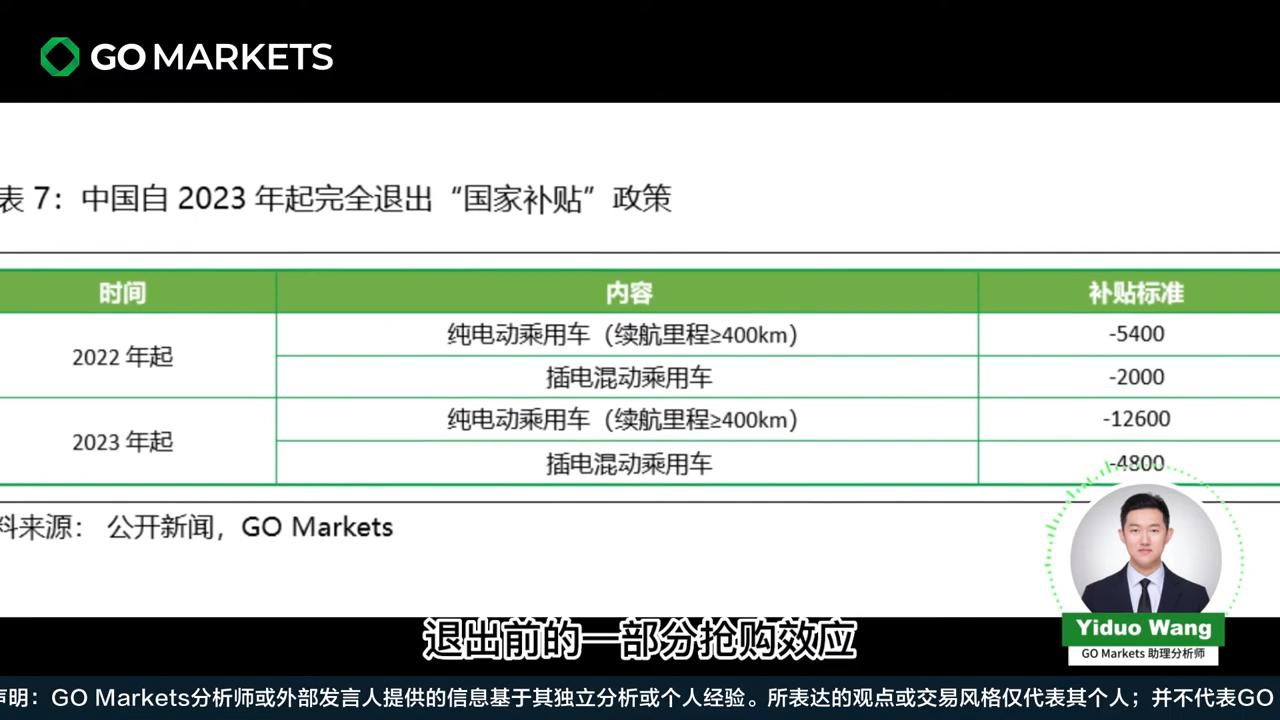 GO MARKETS
表 7：中国自 2023 年起完全退出“国家补贴”政策
时间 内容 补贴标准
2022 年起 纯电动乘用车（续航里程≥400km） -5400
插电混动乘用车 -2000
2023 年起 纯电动乘用车（续航里程≥400km） -12600
插电混动乘用车 -4800
料来源： 公开新闻，GO Markets
退出前的一部分抢购效应
Yiduo Wang
GO Markets 助理分析师
声明：GO Markets分析师或外部发言人提供的信息基于其独立分析或个人经验。所表达的观点或交易风格仅代表其个人；并不代表GO